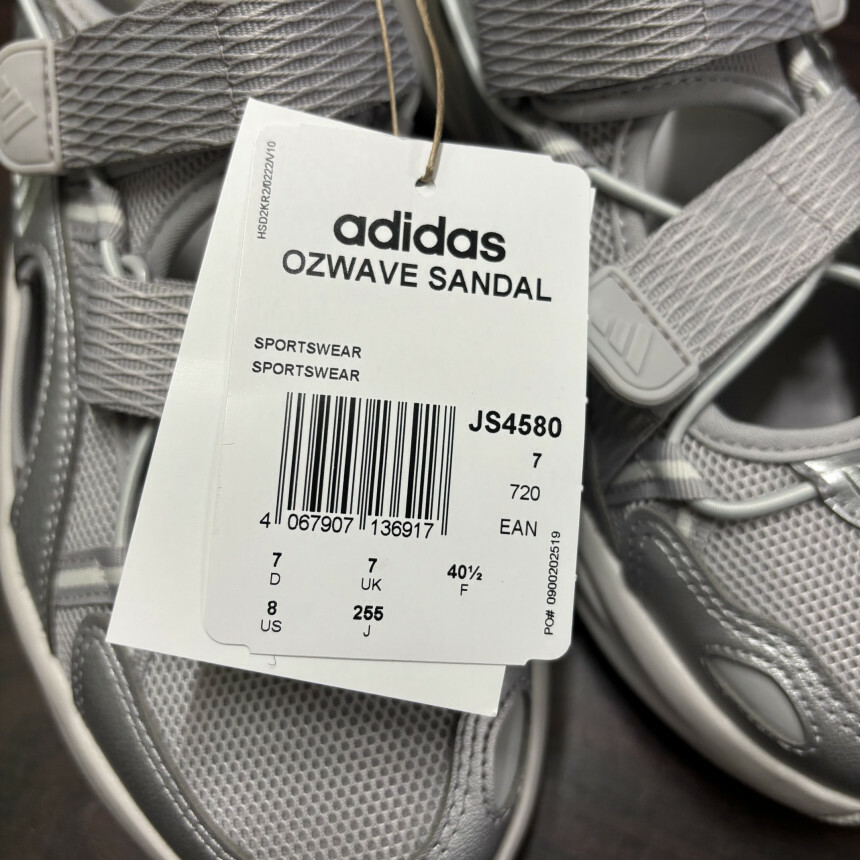 HSD2KR2/0222/V10
adidas
OZWAVE SANDAL
SPORTSWEAR
SPORTSWEAR
JS4580
7
720
EAN
4 067907 136917
7 7 40½
D UK F
8 255
US J
PO# 0900202519